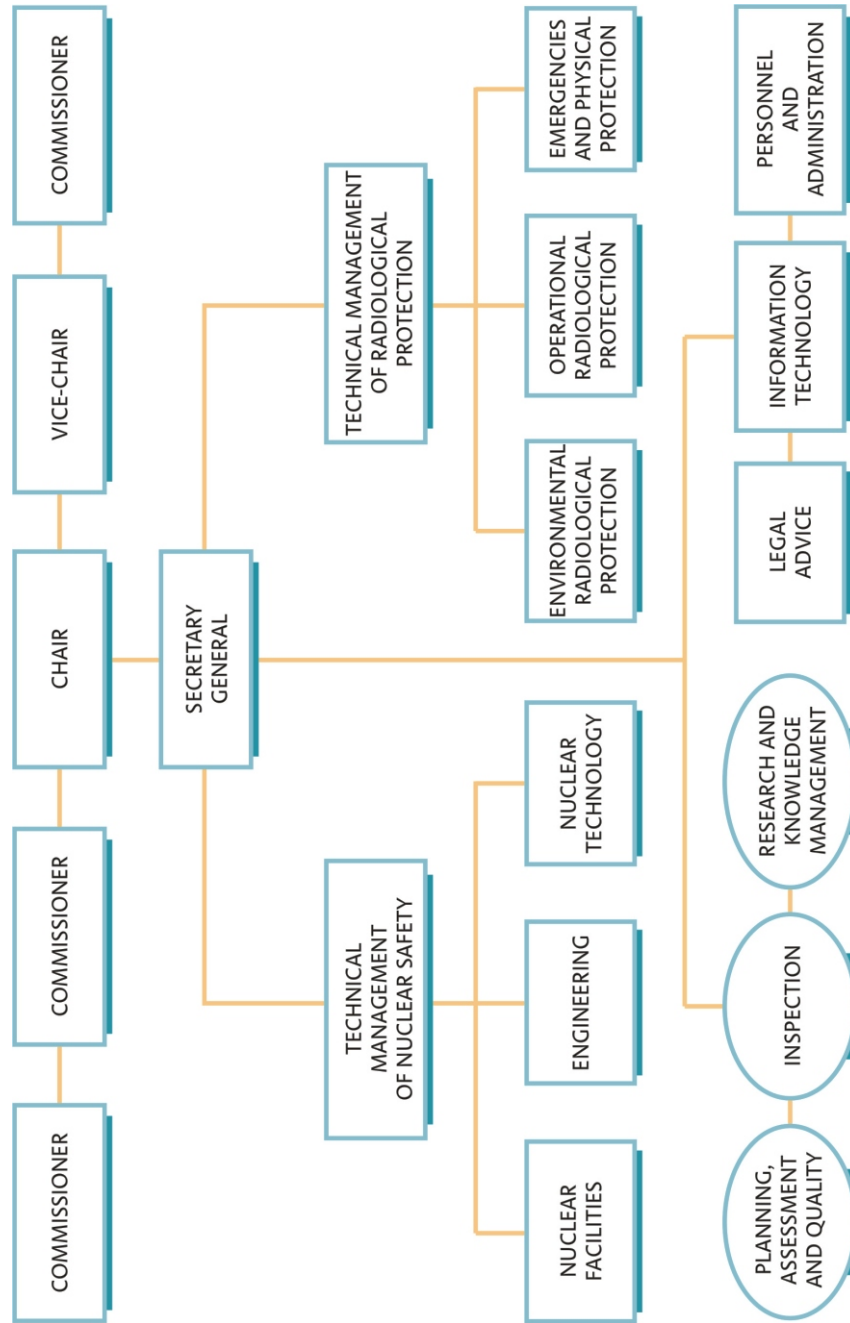 COMMISSIONER
COMMISSIONER
CHAIR
VICE-CHAIR
COMMISSIONER
SECRETARY
GENERAL
TECHNICAL
MANAGEMENT
OF NUCLEAR SAFETY
TECHNICAL MANAGEMENT
OF RADIOLOGICAL
PROTECTION
NUCLEAR
FACILITIES
ENGINEERING
NUCLEAR
TECHNOLOGY
ENVIRONMENTAL
RADIOLOGICAL
PROTECTION
OPERATIONAL
RADIOLOGICAL
PROTECTION
EMERGENCIES
AND PHYSICAL
PROTECTION
PLANNING,
ASSESSMENT
AND QUALITY
INSPECTION
RESEARCH AND
KNOWLEDGE
MANAGEMENT
LEGAL
ADVICE
INFORMATION
TECHNOLOGY
PERSONNEL
AND
ADMINISTRATION